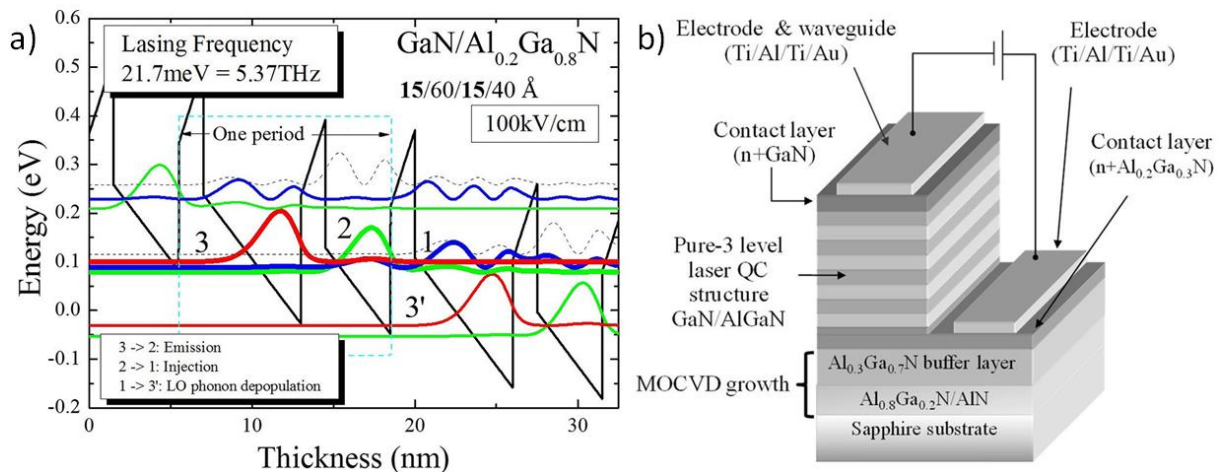 a)
Lasing Frequency
21.7meV = 5.37THz
GaN/Al0.2Ga0.8N
15/60/15/40 Å
100kV/cm
One period
3
2
1
3'
3 -> 2: Emission
2 -> 1: Injection
1 -> 3': LO phonon depopulation
Energy (eV)
0.6
0.5
0.4
0.3
0.2
0.1
0.0
-0.1
-0.2
0
10
20
30
Thickness (nm)
b)
Electrode & waveguide
(Ti/Al/Ti/Au)
Electrode
(Ti/Al/Ti/Au)
Contact layer
(n+GaN)
Contact layer
(n+Al0.2Ga0.3N)
Pure-3 level
laser QC
structure
GaN/AlGaN
MOCVD growth
Al0.3Ga0.7N buffer layer
Al0.8Ga0.2N/AlN
Sapphire substrate